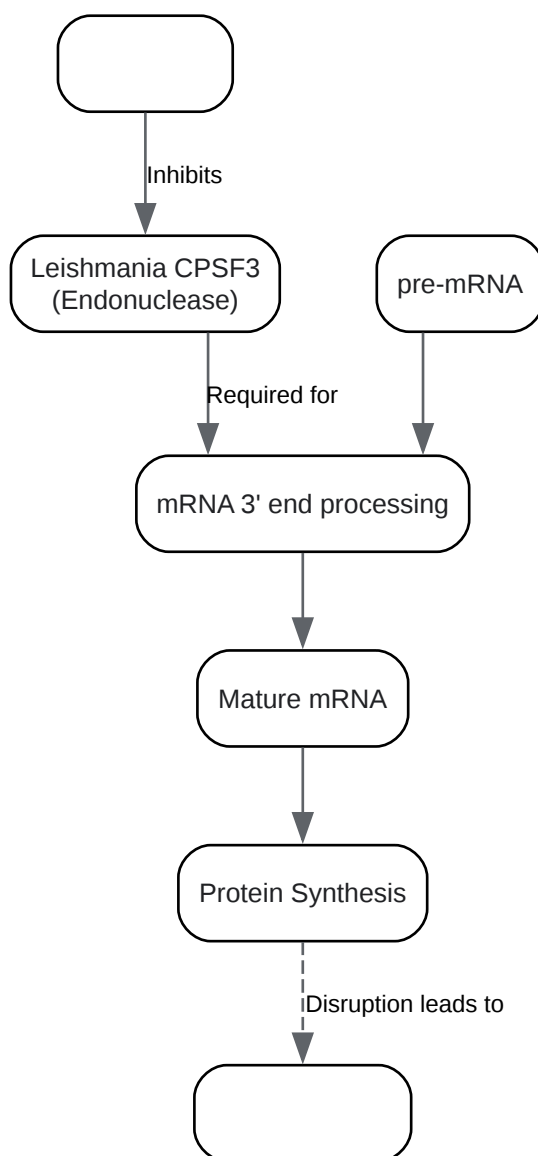 Inhibits
Leishmania CPSF3
(Endonuclease)
pre-mRNA
Required for
mRNA 3' end processing
Mature mRNA
Protein Synthesis
Disruption leads to